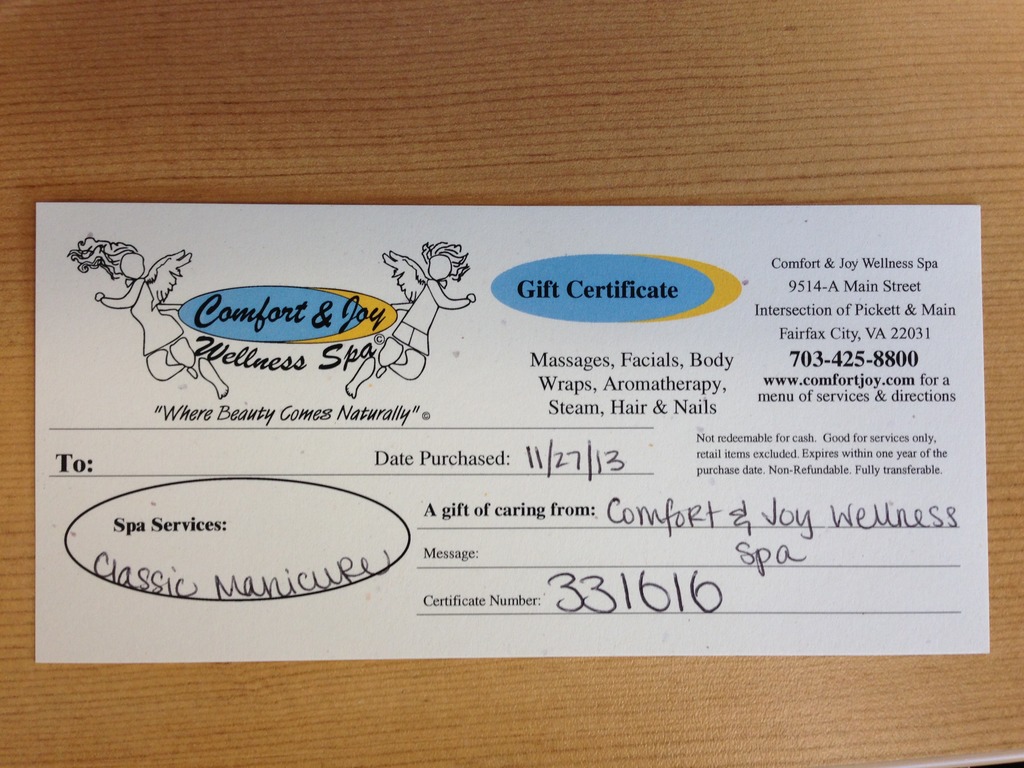 Comfort & Joy
Wellness Spa©
"Where Beauty Comes Naturally"©
Gift Certificate
Massages, Facials, Body
Wraps, Aromatherapy,
Steam, Hair & Nails
Comfort & Joy Wellness Spa
9514-A Main Street
Intersection of Pickett & Main
Fairfax City, VA 22031
703-425-8800
www.comfortjoy.com for a
menu of services & directions
To:
Date Purchased: 11/27/13
Not redeemable for cash. Good for services only,
retail items excluded. Expires within one year of the
purchase date. Non-Refundable. Fully transferable.
Spa Services:
Classic Manicure
A gift of caring from: Comfort & Joy Wellness
Spa
Message:
Certificate Number: 331616